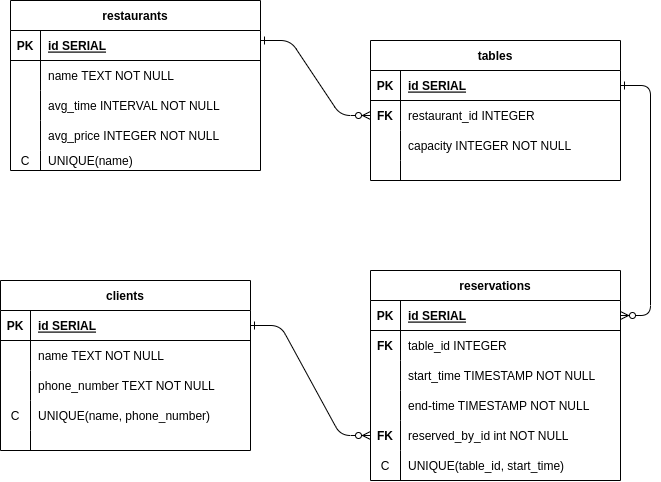 restaurants
PK id SERIAL
name TEXT NOT NULL
avg_time INTERVAL NOT NULL
avg_price INTEGER NOT NULL
C UNIQUE(name)
tables
PK id SERIAL
FK restaurant_id INTEGER
capacity INTEGER NOT NULL
clients
PK id SERIAL
name TEXT NOT NULL
phone_number TEXT NOT NULL
C UNIQUE(name, phone_number)
reservations
PK id SERIAL
FK table_id INTEGER
start_time TIMESTAMP NOT NULL
end-time TIMESTAMP NOT NULL
FK reserved_by_id int NOT NULL
C UNIQUE(table_id, start_time)